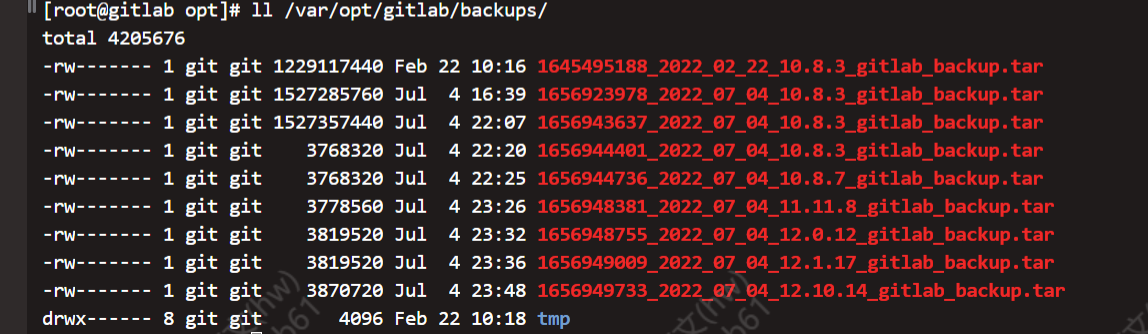 [root@gitlab opt]# ll /var/opt/gitlab/backups/
total 4205676
-rw------- 1 git git 1229117440 Feb 22 10:16 1645495188_2022_02_22_10.8.3_gitlab_backup.tar
-rw------- 1 git git 1527285760 Jul  4 16:39 1656923978_2022_07_04_10.8.3_gitlab_backup.tar
-rw------- 1 git git 1527357440 Jul  4 22:07 1656943637_2022_07_04_10.8.3_gitlab_backup.tar
-rw------- 1 git git    3768320 Jul  4 22:20 1656944401_2022_07_04_10.8.3_gitlab_backup.tar
-rw------- 1 git git    3768320 Jul  4 22:25 1656944736_2022_07_04_10.8.7_gitlab_backup.tar
-rw------- 1 git git    3778560 Jul  4 23:26 1656948381_2022_07_04_11.11.8_gitlab_backup.tar
-rw------- 1 git git    3819520 Jul  4 23:32 1656948755_2022_07_04_12.0.12_gitlab_backup.tar
-rw------- 1 git git    3819520 Jul  4 23:36 1656949009_2022_07_04_12.1.17_gitlab_backup.tar
-rw------- 1 git git    3870720 Jul  4 23:48 1656949733_2022_07_04_12.10.14_gitlab_backup.tar
drwx------ 8 git git       4096 Feb 22 10:18 tmp